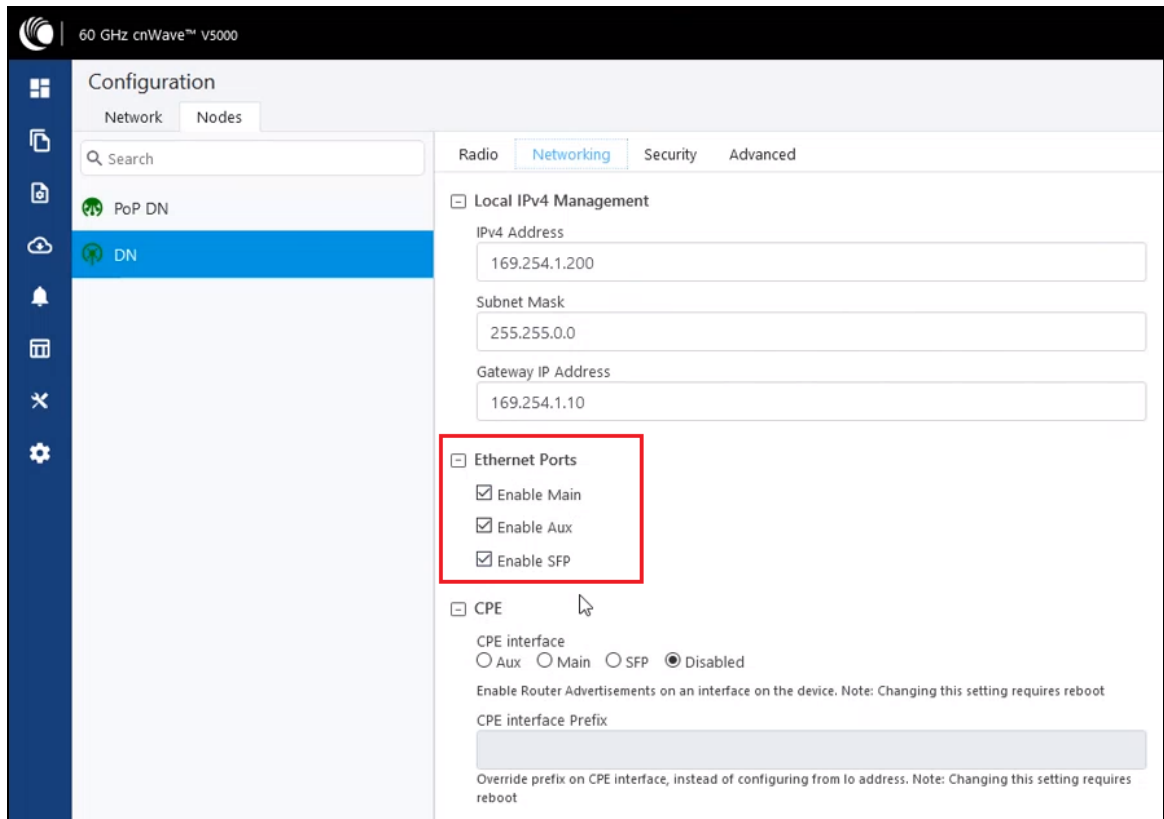 60 GHz cnWave™ V5000
Configuration
Network Nodes
Search
PoP DN
DN
Radio Networking Security Advanced
Local IPv4 Management
IPv4 Address
169.254.1.200
Subnet Mask
255.255.0.0
Gateway IP Address
169.254.1.10
Ethernet Ports
Enable Main
Enable Aux
Enable SFP
CPE
CPE interface
Aux Main SFP Disabled
Enable Router Advertisements on an interface on the device. Note: Changing this setting requires reboot
CPE interface Prefix
Override prefix on CPE interface, instead of configuring from lo address. Note: Changing this setting requires
reboot